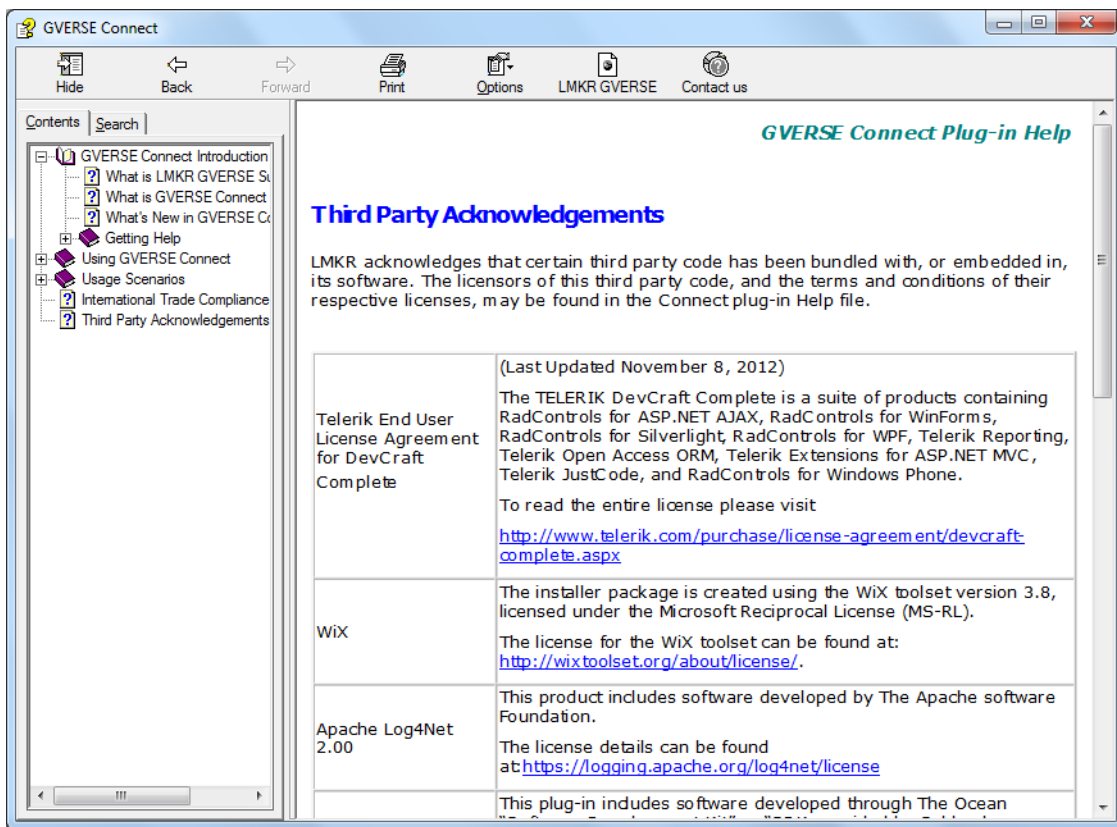 GVERSE Connect
Hide
Back
Forward
Print
Options
LMKR GVERSE
Contact us
Contents
Search
GVERSE Connect Introduction
What is LMKR GVERSE
What is GVERSE Connect
What's New in GVERSE
Getting Help
Using GVERSE Connect
Usage Scenarios
International Trade Compliance
Third Party Acknowledgements
GVERSE Connect Plug-in Help
Third Party Acknowledgements
LMKR acknowledges that certain third party code has been bundled with, or embedded in,
its software. The licensors of this third party code, and the terms and conditions of their
respective licenses, may be found in the Connect plug-in Help file.
Telerik End User
License Agreement
for DevCraft
Complete
(Last Updated November 8, 2012)
The TELERIK DevCraft Complete is a suite of products containing
RadControls for ASP.NET AJAX, RadControls for WinForms,
RadControls for Silverlight, RadControls for WPF, Telerik Reporting,
Telerik Open Access ORM, Telerik Extensions for ASP.NET MVC,
Telerik JustCode, and RadControls for Windows Phone.
To read the entire license please visit
http://www.telerik.com/purchase/license-agreement/devcraft-
complete.aspx
WiX
The installer package is created using the WiX toolset version 3.8,
licensed under the Microsoft Reciprocal License (MS-RL).
The license for the WiX toolset can be found at:
http://wixtoolset.org/about/license/.
Apache Log4Net
2.00
This product includes software developed by The Apache software
Foundation.
The license details can be found
at:https://logging.apache.org/log4net/license
This plug-in includes software developed through The Ocean